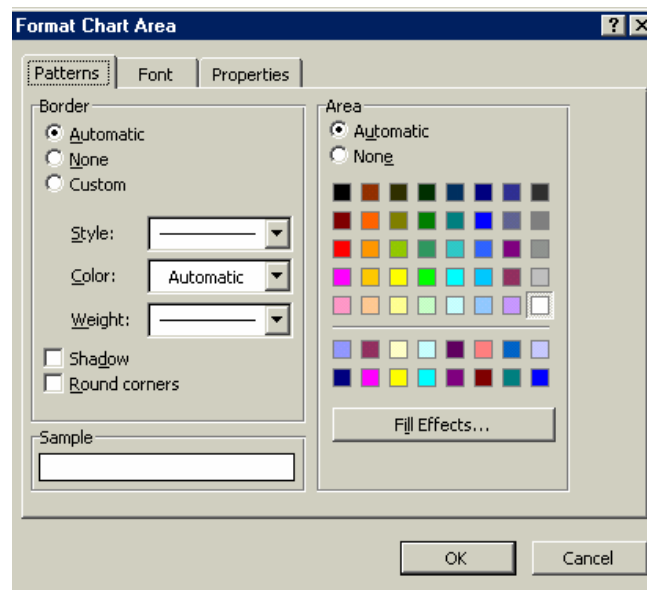 Format Chart Area
? X
Patterns Font Properties
Border
Automatic
None
Custom
Style:
Color: Automatic
Weight:
Shadow
Round corners
Sample
Area
Automatic
None
Fill Effects...
OK Cancel